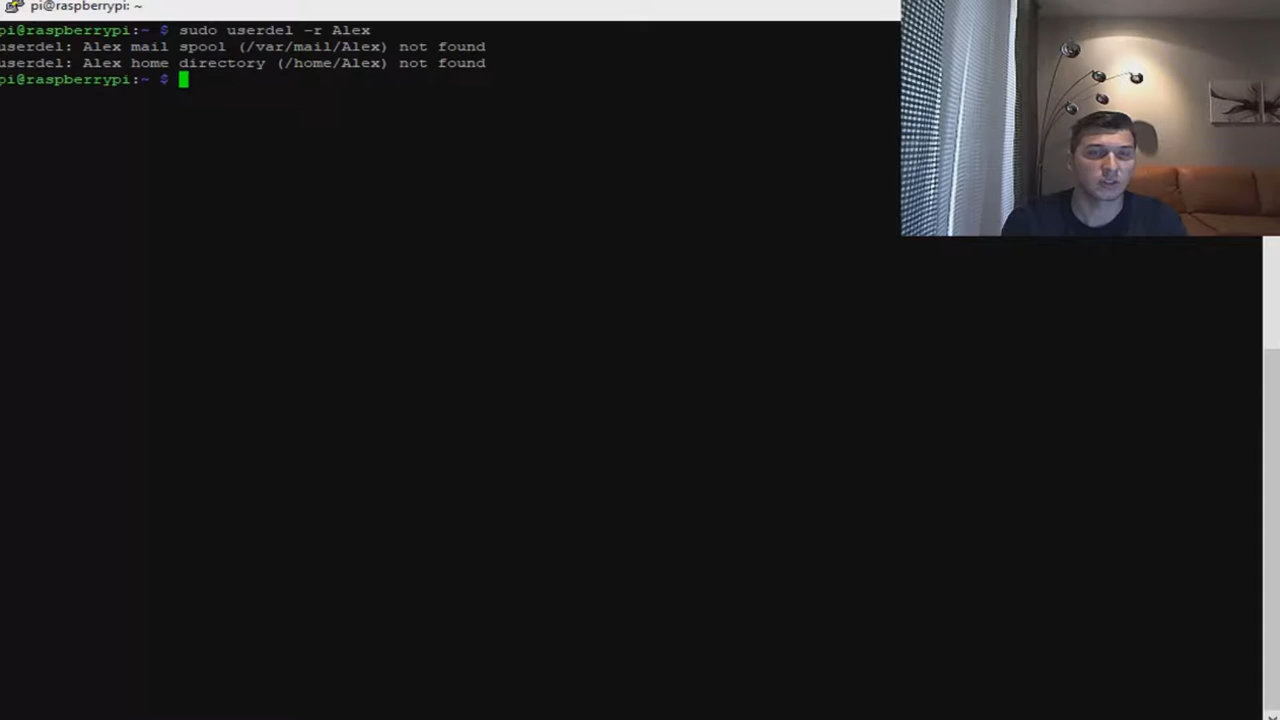 pi@raspberrypi: ~
pi@raspberrypi:~ $ sudo userdel -r Alex
userdel: Alex mail spool (/var/mail/Alex) not found
userdel: Alex home directory (/home/Alex) not found
pi@raspberrypi:~ $